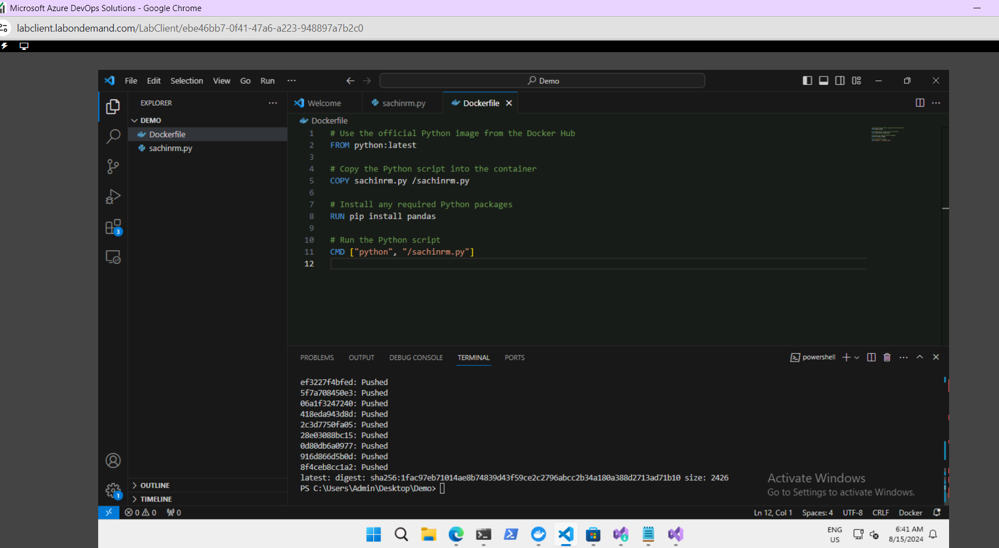 Microsoft Azure DevOps Solutions - Google Chrome
labclient.labondemand.com/LabClient/ebe46bb7-0f41-47a6-a223-948897a7b2c0
File Edit Selection View Go Run ··· Demo
EXPLORER ···
Welcome sachinrm.py Dockerfile
DEMO
Dockerfile
sachinrm.py
Dockerfile
1 # Use the official Python image from the Docker Hub
2 FROM python:latest
3
4 # Copy the Python script into the container
5 COPY sachinrm.py /sachinrm.py
6
7 # Install any required Python packages
8 RUN pip install pandas
9
10 # Run the Python script
11 CMD ["python", "/sachinrm.py"]
12
3
PROBLEMS OUTPUT DEBUG CONSOLE TERMINAL PORTS powershell
ef3227f4bfed: Pushed
5f7a708450e3: Pushed
06a1f3247240: Pushed
418eda943d8d: Pushed
2c3d7750fa05: Pushed
28e03088bc15: Pushed
0d80db6a0977: Pushed
916d866d5b0d: Pushed
8f4ceb8cc1a2: Pushed
latest: digest: sha256:1fac97eb71014ae8b74839d43f59ce2c2796abcc2b34a180a388d2713ad71b10 size: 2426
PS C:\Users\Admin\Desktop\Demo>
Activate Windows
Go to Settings to activate Windows.
OUTLINE
1
TIMELINE
0 0 0 Ln 12, Col 1 Spaces: 4 UTF-8 CRLF Docker
ENG
US
6:41 AM
8/15/2024